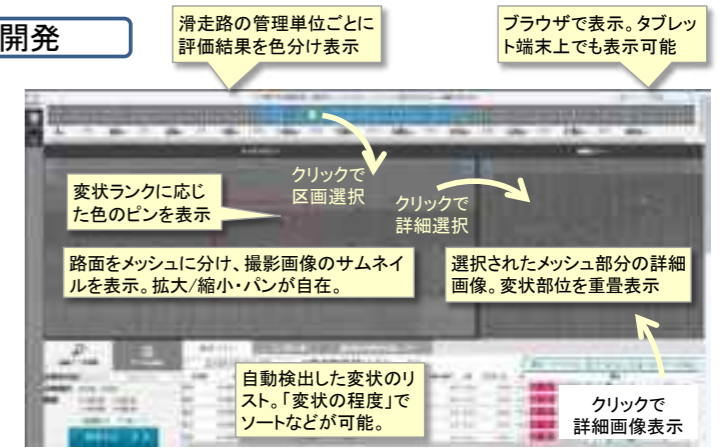 開発
滑走路の管理単位ごとに
評価結果を色分け表示
ブラウザで表示。タブレッ
ト端末上でも表示可能
クリックで
区画選択
クリックで
詳細選択
変状ランクに応じ
た色のピンを表示
路面をメッシュに分け、撮影画像のサムネイ
ルを表示。拡大/縮小・パンが自在。
選択されたメッシュ部分の詳細
画像。変状部位を重畳表示
自動検出した変状のリ
スト。「変状の程度」で
ソートなどが可能。
クリックで
詳細画像表示